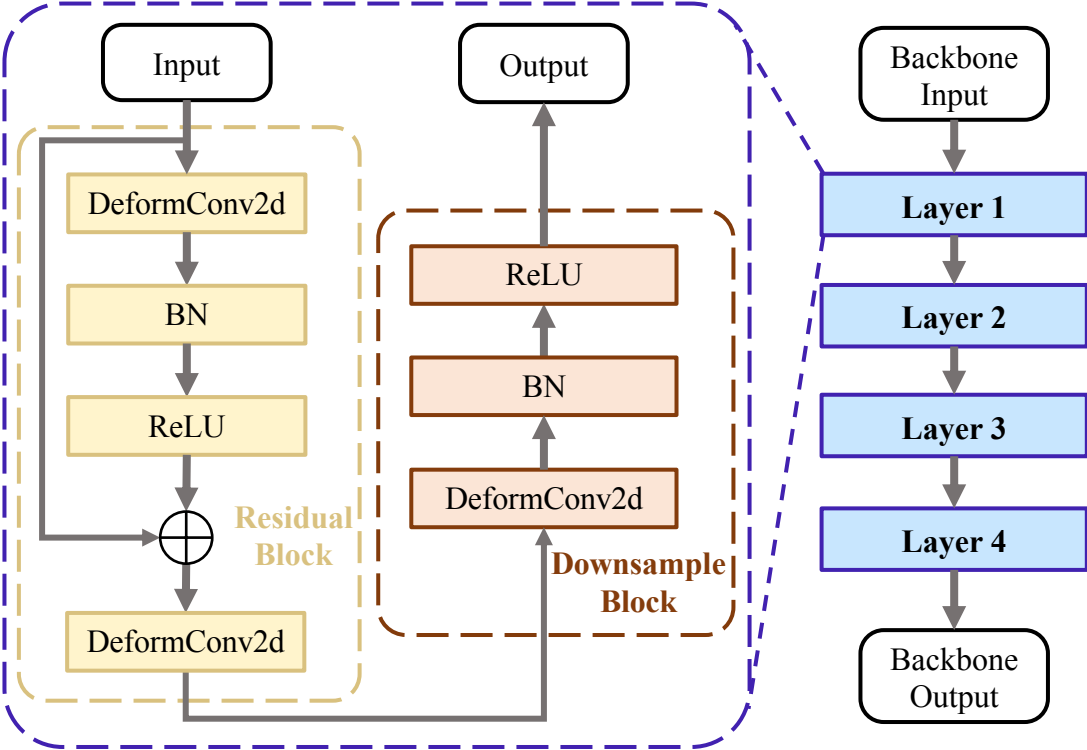 Input
DeformConv2d
BN
ReLU
Residual
Block
DeformConv2d
Output
ReLU
BN
DeformConv2d
Downsample
Block
Backbone
Input
Layer 1
Layer 2
Layer 3
Layer 4
Backbone
Output